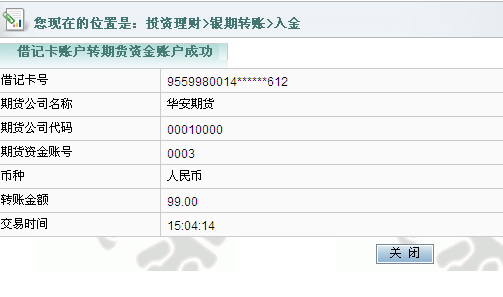 您现在的位置是：投资理财>银期转账>入金
借记卡账户转期货资金账户成功
借记卡号 9559980014******612
期货公司名称 华安期货
期货公司代码 00010000
期货资金账号 0003
币种 人民币
转账金额 99.00
交易时间 15:04:14
关 闭